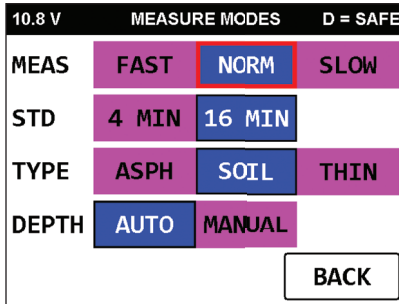 10.8 V MEASURE MODES D = SAFE
MEAS FAST NORM SLOW
STD 4 MIN 16 MIN
TYPE ASPH SOIL THIN
DEPTH AUTO MANUAL
BACK